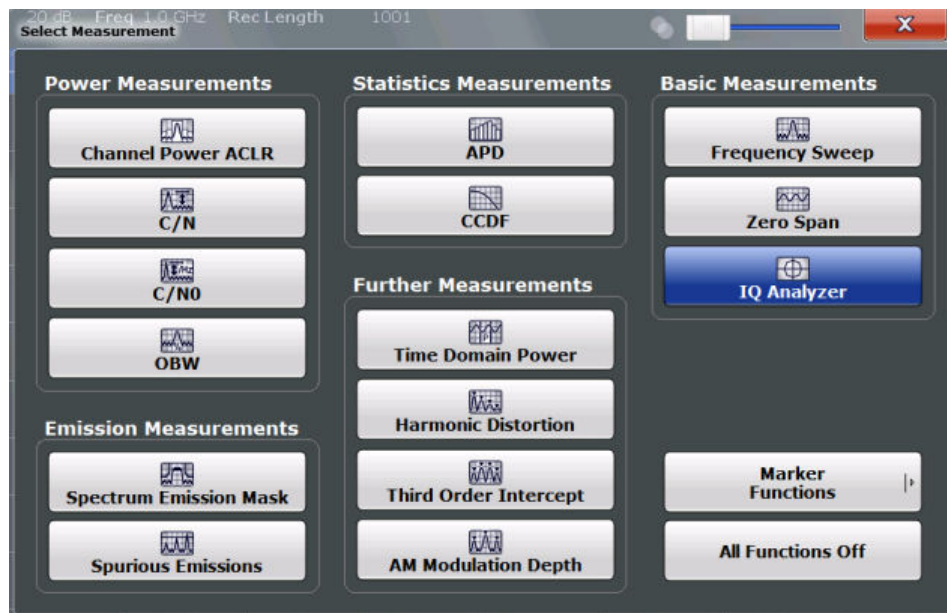 20 dB Freq 1.0 GHz Rec Length 1001
Select Measurement
Power Measurements
Channel Power ACLR
C/N
C/N0
OBW
Emission Measurements
Spectrum Emission Mask
Spurious Emissions
Statistics Measurements
APD
CCDF
Further Measurements
Time Domain Power
Harmonic Distortion
Third Order Intercept
AM Modulation Depth
Basic Measurements
Frequency Sweep
Zero Span
IQ Analyzer
Marker
Functions
All Functions Off